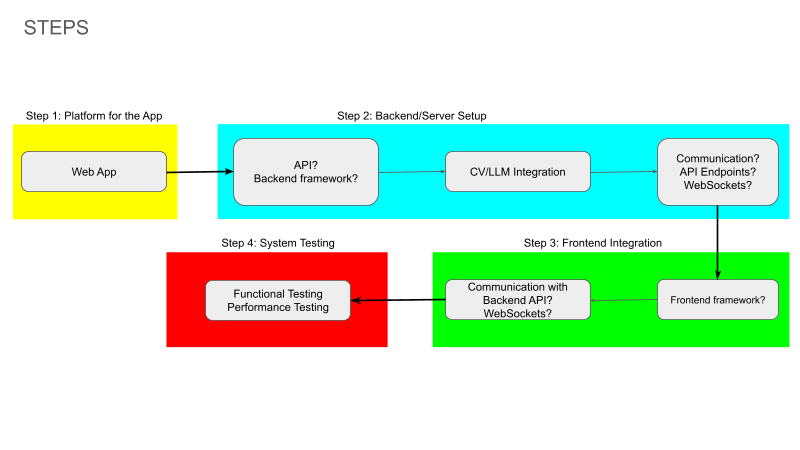 STEPS
Step 1: Platform for the App
Web App
Step 2: Backend/Server Setup
API?
Backend framework?
CV/LLM Integration
Communication?
API Endpoints?
WebSockets?
Step 3: Frontend Integration
Frontend framework?
Communication with
Backend API?
WebSockets?
Step 4: System Testing
Functional Testing
Performance Testing